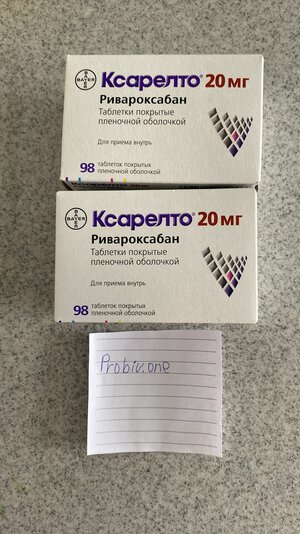 BAYER
Ксарелто® 20 мг
Ривароксабан
Таблетки покрытые
пленочной оболочкой
Для приема внутрь
98 таблеток покрытых
пленочной оболочкой
BAYER
Ксарелто® 20 мг
Ривароксабан
Таблетки покрытые
пленочной оболочкой
Для приема внутрь
98 таблеток покрытых
пленочной оболочкой
Probiv.one